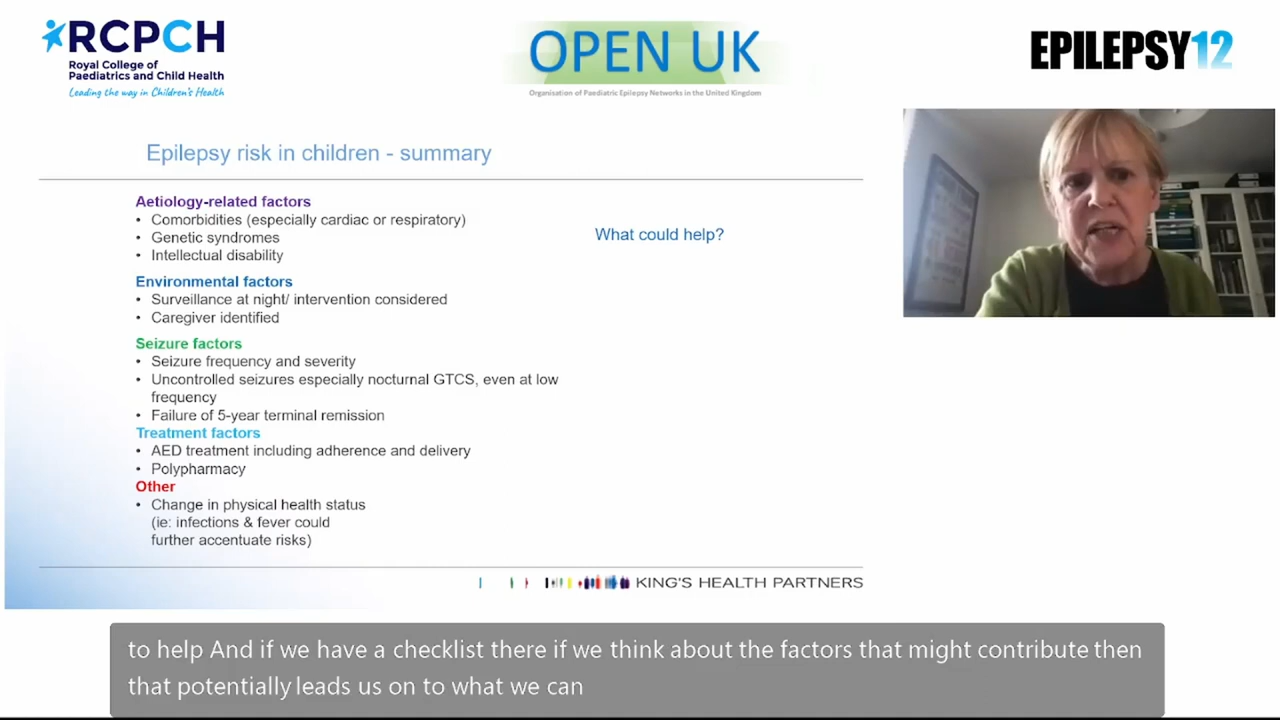 RCPCH
Royal College of
Paediatrics and Child Health
Leading the way in Children's Health
OPEN UK
Organisation of Paediatric Epilepsy Networks in the United Kingdom
EPILEPSY12
Epilepsy risk in children - summary
Aetiology-related factors
• Comorbidities (especially cardiac or respiratory)
• Genetic syndromes
• Intellectual disability
What could help?
Environmental factors
• Surveillance at night/ intervention considered
• Caregiver identified
Seizure factors
• Seizure frequency and severity
• Uncontrolled seizures especially nocturnal GTCS, even at low
frequency
• Failure of 5-year terminal remission
Treatment factors
• AED treatment including adherence and delivery
• Polypharmacy
Other
• Change in physical health status
(ie: infections & fever could
further accentuate risks)
KING'S HEALTH PARTNERS
to help And if we have a checklist there if we think about the factors that might contribute then
that potentially leads us on to what we can